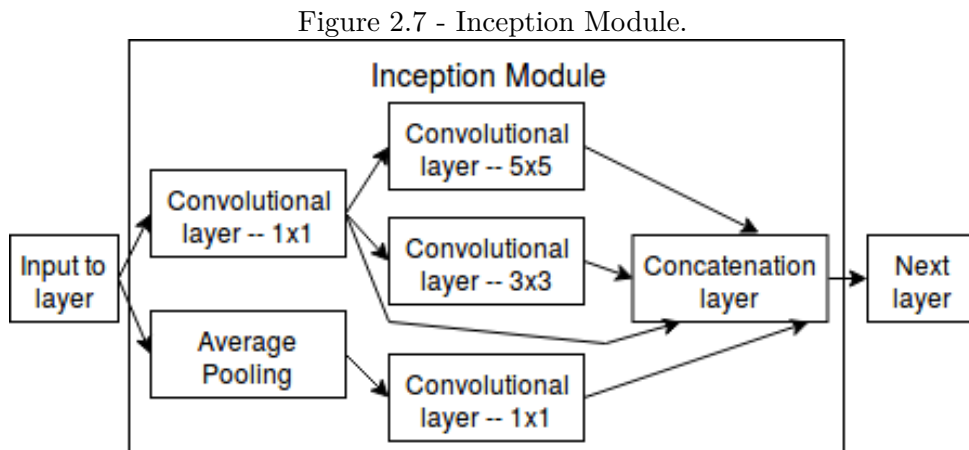 Figure 2.7 - Inception Module.
Inception Module
Input to
layer
Convolutional
layer -- 1x1
Average
Pooling
Convolutional
layer -- 5x5
Convolutional
layer -- 3x3
Convolutional
layer -- 1x1
Concatenation
layer
Next
layer